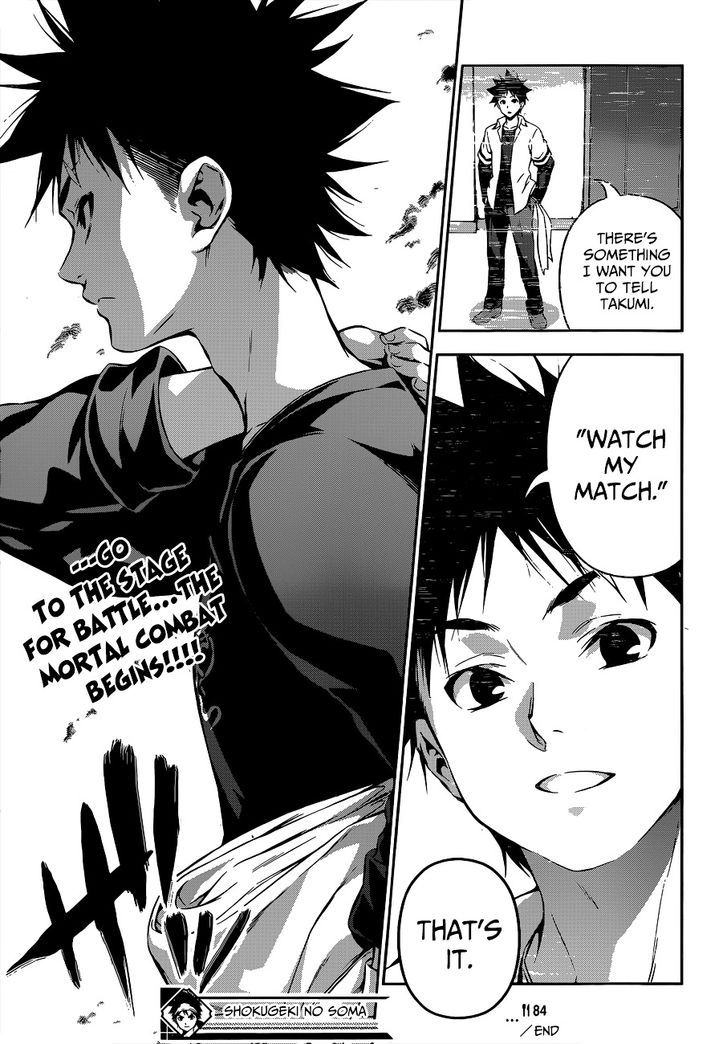 THERE'S
SOMETHING
I WANT YOU
TO TELL
TAKUMI.
"WATCH
MY
MATCH."
THAT'S
IT.
...GO
TO THE STAGE
FOR BATTLE...THE
MORTAL COMBAT
BEGINS!!!!
SHOKUGEKI NO SOMA
... 84
/END